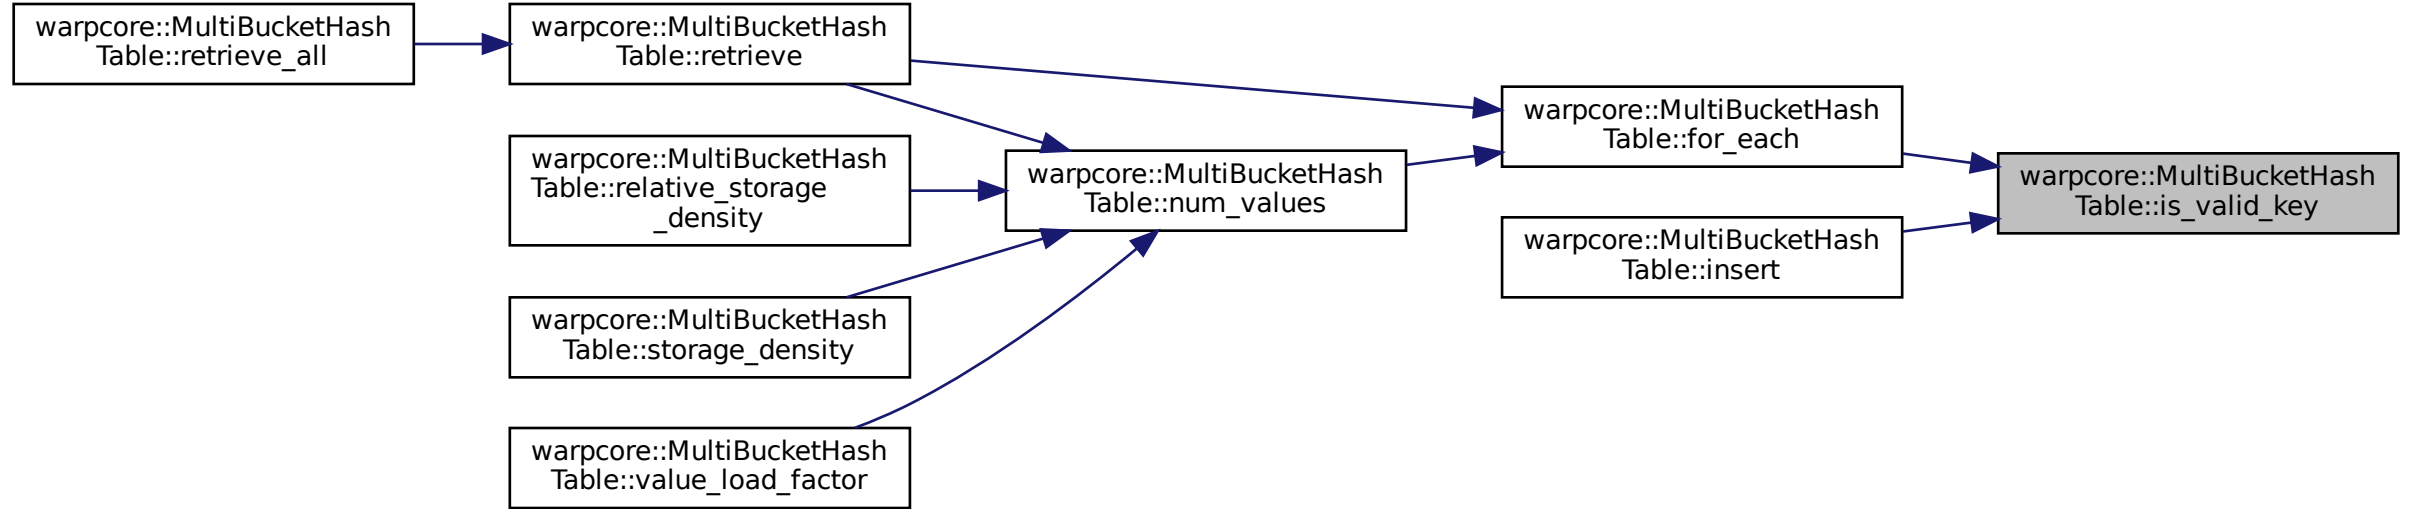 warpcore::MultiBucketHash
Table::retrieve_all
warpcore::MultiBucketHash
Table::retrieve
warpcore::MultiBucketHash
Table::relative_storage
_density
warpcore::MultiBucketHash
Table::storage_density
warpcore::MultiBucketHash
Table::value_load_factor
warpcore::MultiBucketHash
Table::num_values
warpcore::MultiBucketHash
Table::for_each
warpcore::MultiBucketHash
Table::insert
warpcore::MultiBucketHash
Table::is_valid_key